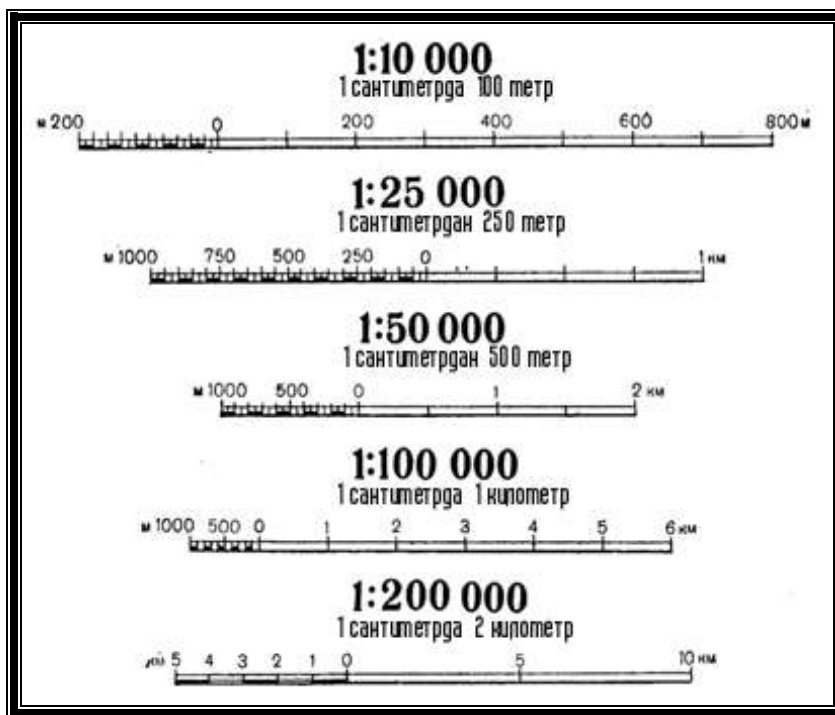 1:10 000
1 сантиметрда 100 метр
м 200 0 200 400 600 800 м
1:25 000
1 сантиметрдан 250 метр
м 1000 750 500 250 0 1 км
1:50 000
1 сантиметрдан 500 метр
м 1000 500 0 1 2 км
1:100 000
1 сантиметрда 1 километр
м 1000 500 0 1 2 3 4 5 6 км
1:200 000
1 сантиметрда 2 километр
км 5 4 3 2 1 0 5 10 км